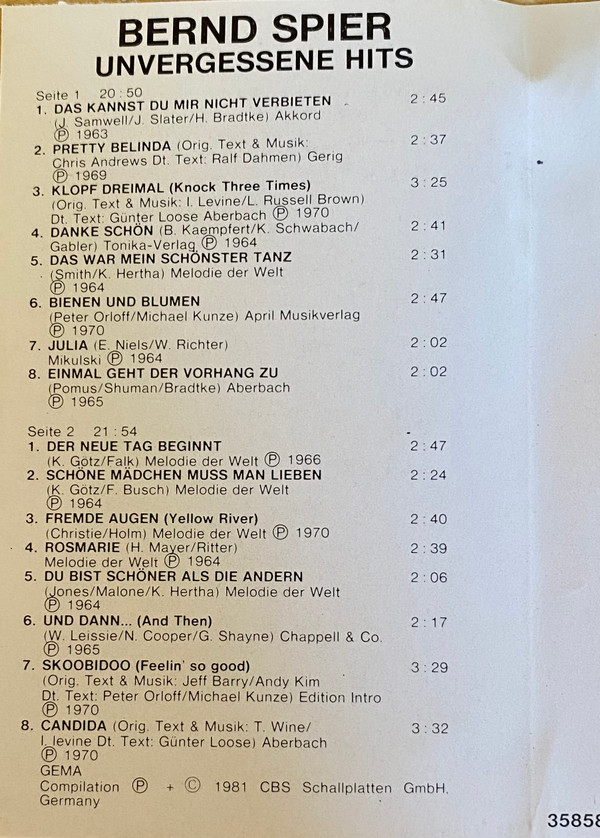 BERND SPIER
UNVERGESSENE HITS
Seite 1 20:50
1. DAS KANNST DU MIR NICHT VERBIETEN 2:45
(J. Samwell/J. Slater/H. Bradtke) Akkord
Ⓟ 1963
2. PRETTY BELINDA (Orig. Text & Musik: 2:37
Chris Andrews Dt. Text: Ralf Dahmen) Gerig
Ⓟ 1969
3. KLOPF DREIMAL (Knock Three Times) 3:25
(Orig. Text & Musik: I. Levine/L. Russell Brown)
Dt. Text: Günter Loose Aberbach Ⓟ 1970
4. DANKE SCHÖN (B. Kaempfert/K. Schwabach/ 2:41
Gabler) Tonika-Verlag Ⓟ 1964
5. DAS WAR MEIN SCHÖNSTER TANZ 2:31
(Smith/K. Hertha) Melodie der Welt
Ⓟ 1964
6. BIENEN UND BLUMEN 2:47
(Peter Orloff/Michael Kunze) April Musikverlag
Ⓟ 1970
7. JULIA (E. Niels/W. Richter) 2:02
Mikulski Ⓟ 1964
8. EINMAL GEHT DER VORHANG ZU 2:02
(Pomus/Shuman/Bradtke) Aberbach
Ⓟ 1965
Seite 2 21:54
1. DER NEUE TAG BEGINNT 2:47
(K. Götz/Falk) Melodie der Welt Ⓟ 1966
2. SCHÖNE MÄDCHEN MUSS MAN LIEBEN 2:24
(K. Götz/F. Busch) Melodie der Welt
Ⓟ 1964
3. FREMDE AUGEN (Yellow River) 2:40
(Christie/Holm) Melodie der Welt Ⓟ 1970
4. ROSMARIE (H. Mayer/Ritter) 2:39
Melodie der Welt Ⓟ 1964
5. DU BIST SCHÖNER ALS DIE ANDERN 2:06
(Jones/Malone/K. Hertha) Melodie der Welt
Ⓟ 1964
6. UND DANN... (And Then) 2:17
(W. Leissie/N. Cooper/G. Shayne) Chappell & Co.
Ⓟ 1965
7. SKOOBIDOO (Feelin' so good) 3:29
(Orig. Text & Musik: Jeff Barry/Andy Kim
Dt. Text: Peter Orloff/Michael Kunze) Edition Intro
Ⓟ 1970
8. CANDIDA (Orig. Text & Musik: T. Wine/ 3:32
I. levine Dt. Text: Günter Loose) Aberbach
Ⓟ 1970
GEMA
Compilation Ⓟ + © 1981 CBS Schallplatten GmbH,
Germany